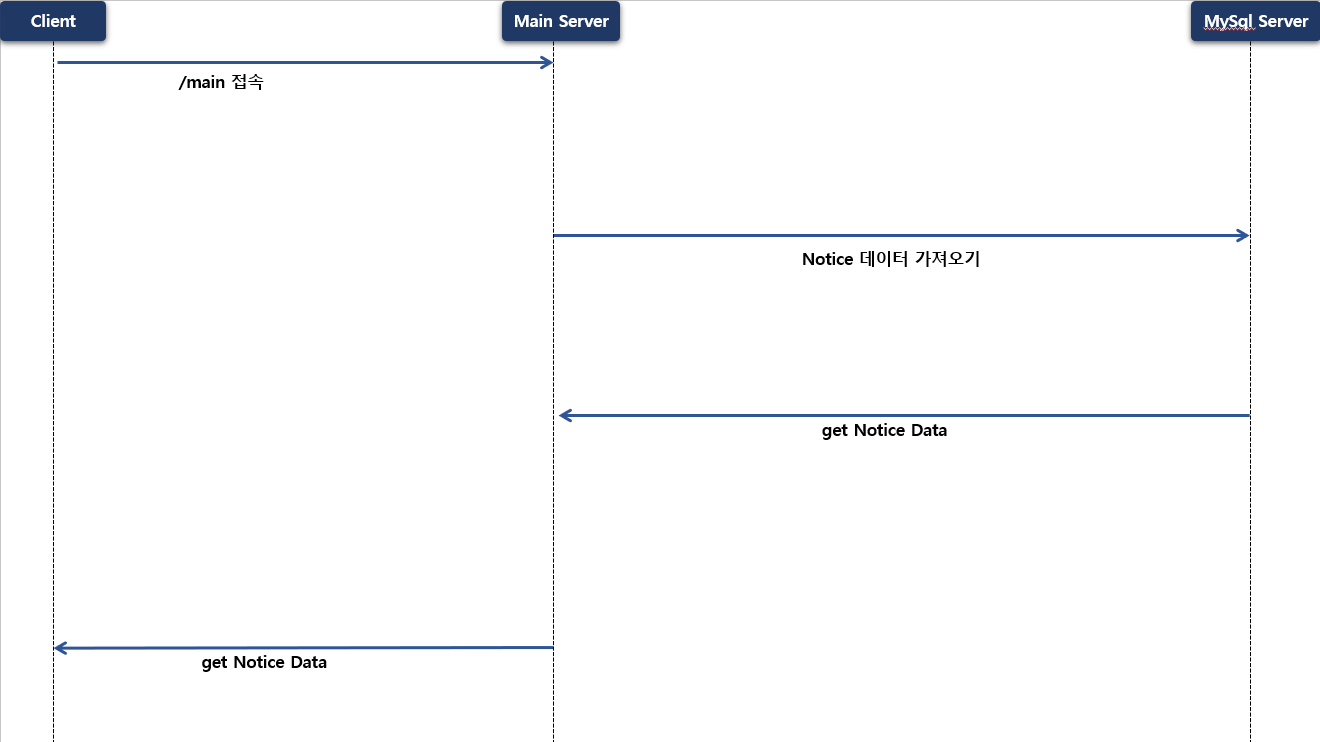 Client
Main Server
MySql Server
/main 접속
Notice 데이터 가져오기
get Notice Data
get Notice Data